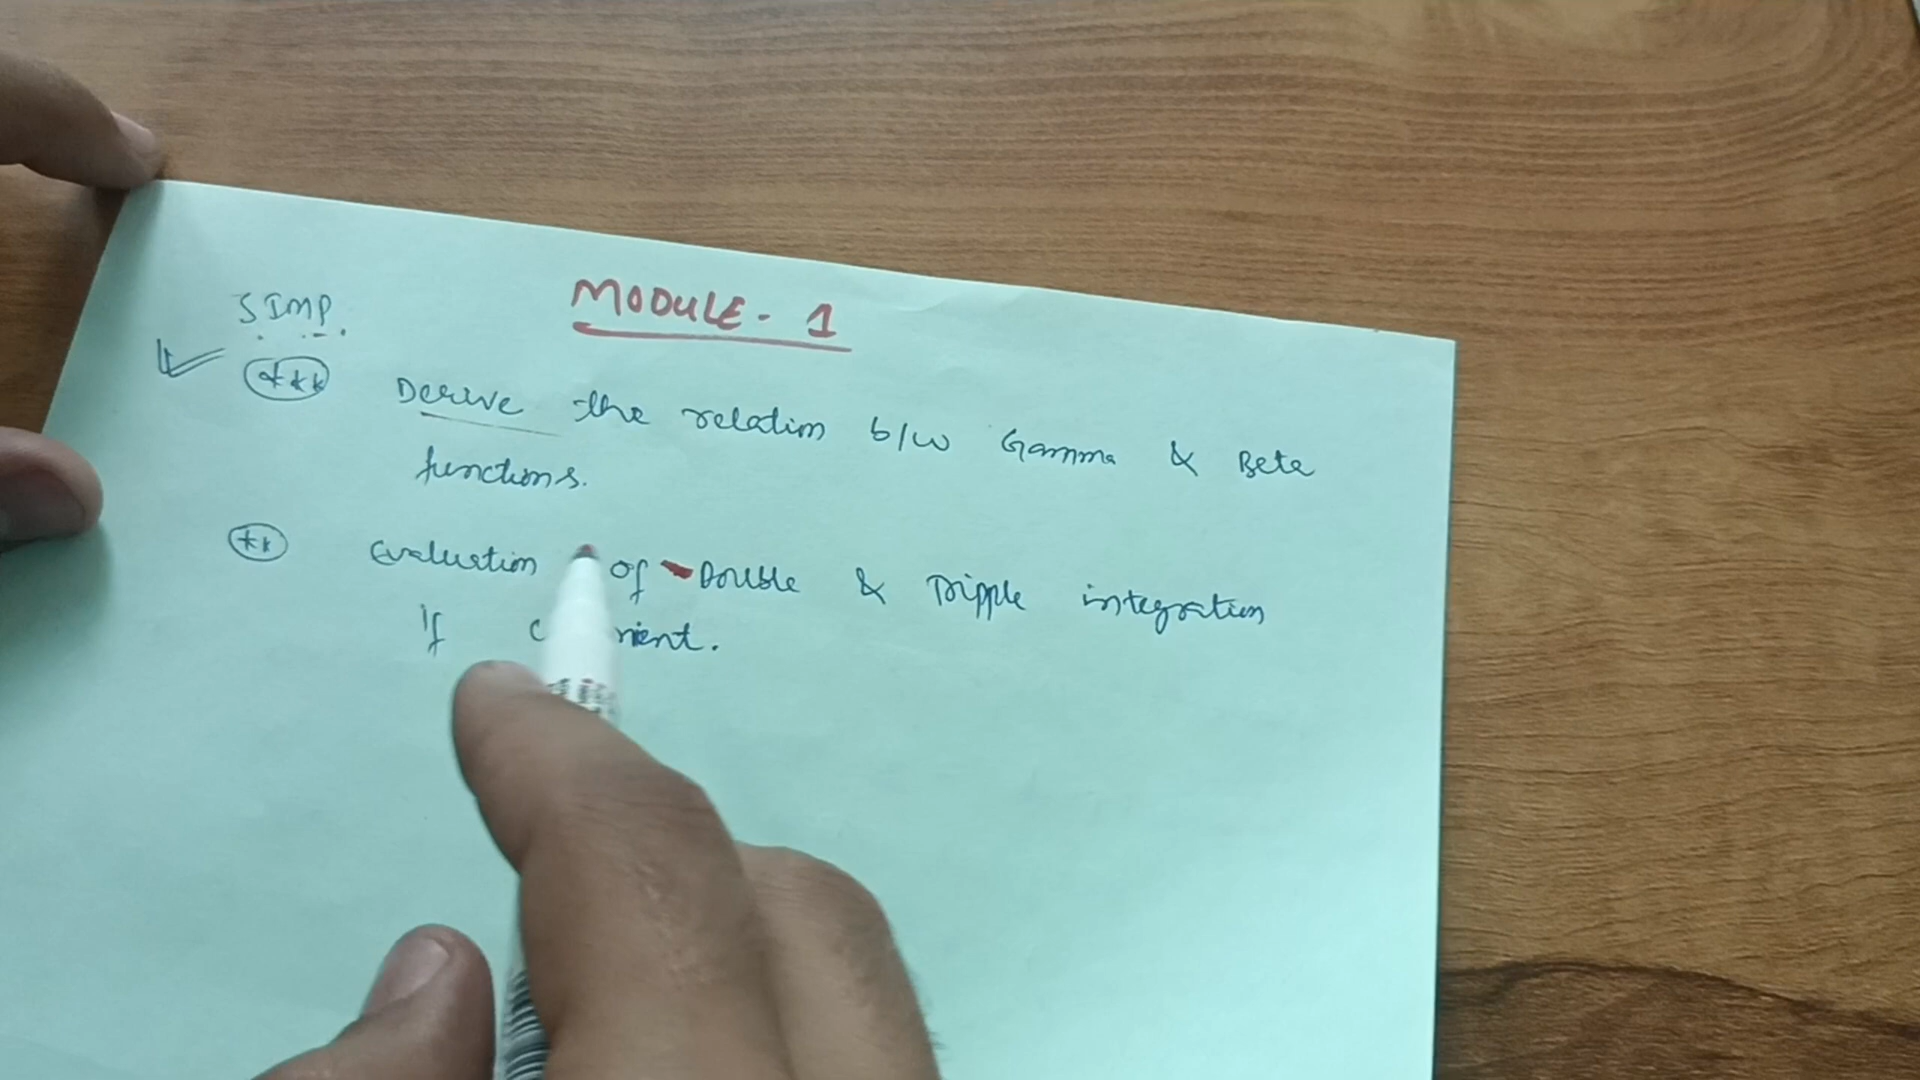 MODULE - 1
SIMP.
*** Derive the relation b/w Gamma & Beta
functions.
** Evaluation of Double & Tripple integration
If